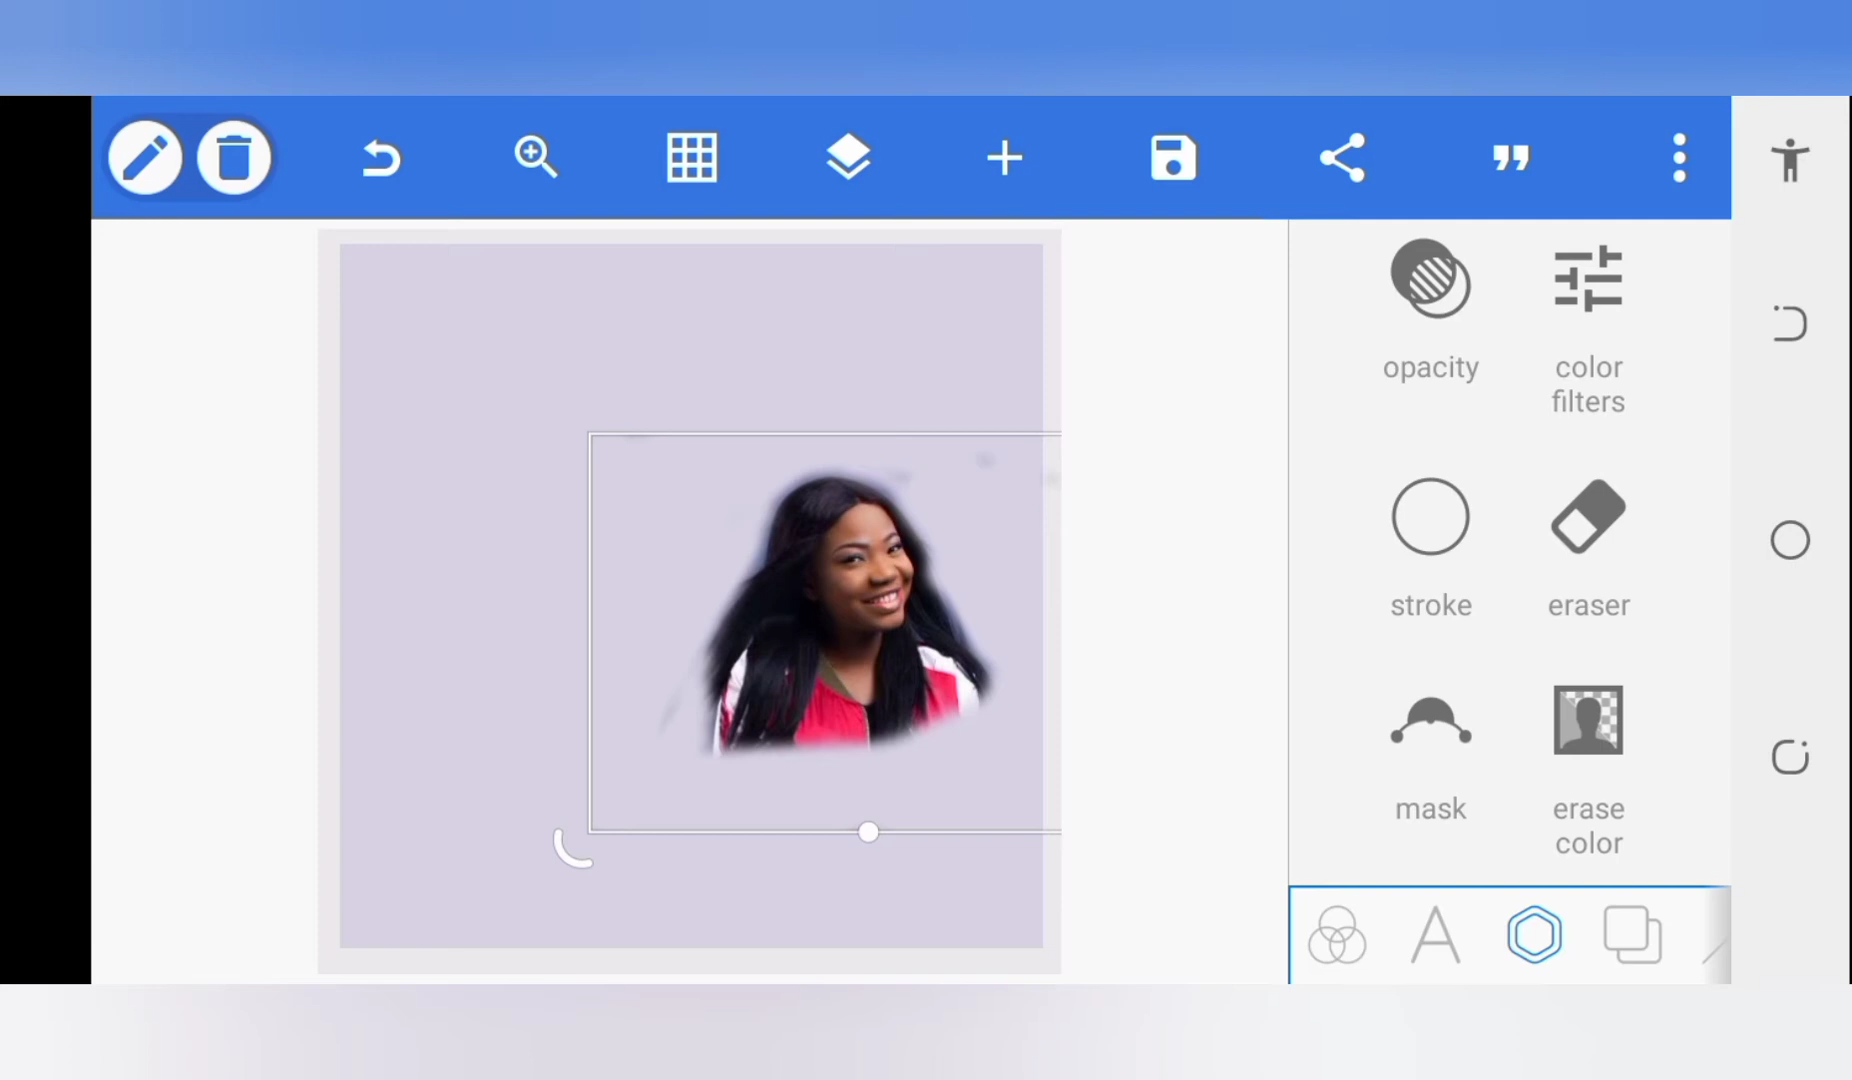 opacity
color
filters
stroke
eraser
mask
erase
color